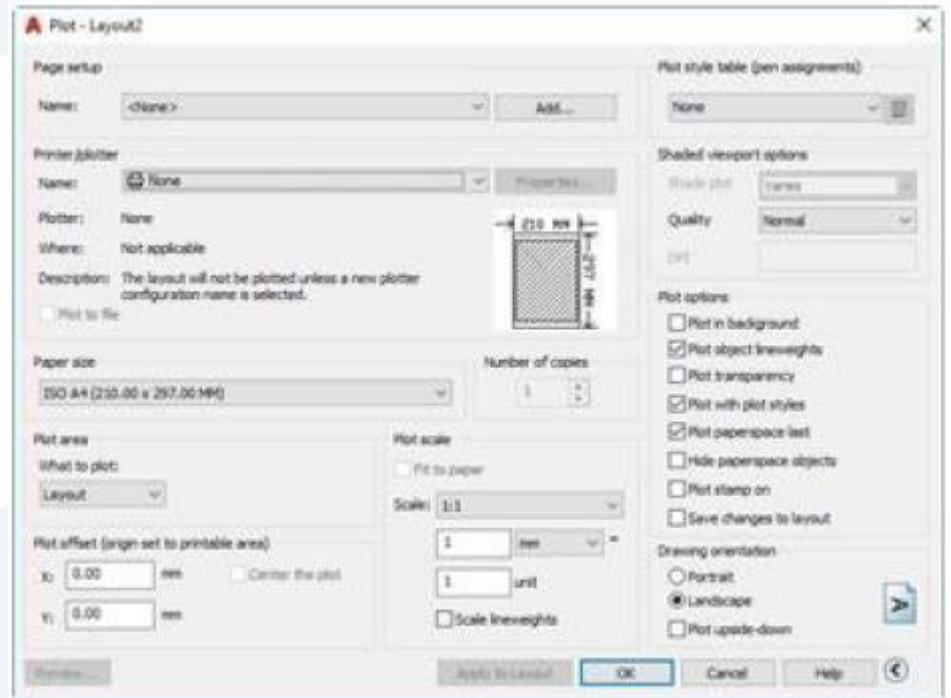 Plot - Layout2
Page setup
Name: <None> Add...
Plot style table (pen assignments)
None
Printer/plotter
Name: None Properties...
Plotter: None
Where: Not applicable
Description: The layout will not be plotted unless a new plotter
configuration name is selected.
Plot to file
210 MM
297 MM
Shaded viewport options
Shade plot
Quality Normal
DPI
Paper size
ISO A4 (210.00 x 297.00 MM)
Number of copies
1
Plot area
What to plot:
Layout
Plot scale
Fit to paper
Scale: 1:1
1 mm =
1 unit
Scale lineweights
Plot offset (origin set to printable area)
X: 0.00 mm Center the plot
Y: 0.00 mm
Plot options
Plot in background
Plot object lineweights
Plot transparency
Plot with plot styles
Plot paperspace last
Hide paperspace objects
Plot stamp on
Save changes to layout
Drawing orientation
Portrait
Landscape
Plot upside-down
A
Preview... Apply to Layout OK Cancel Help